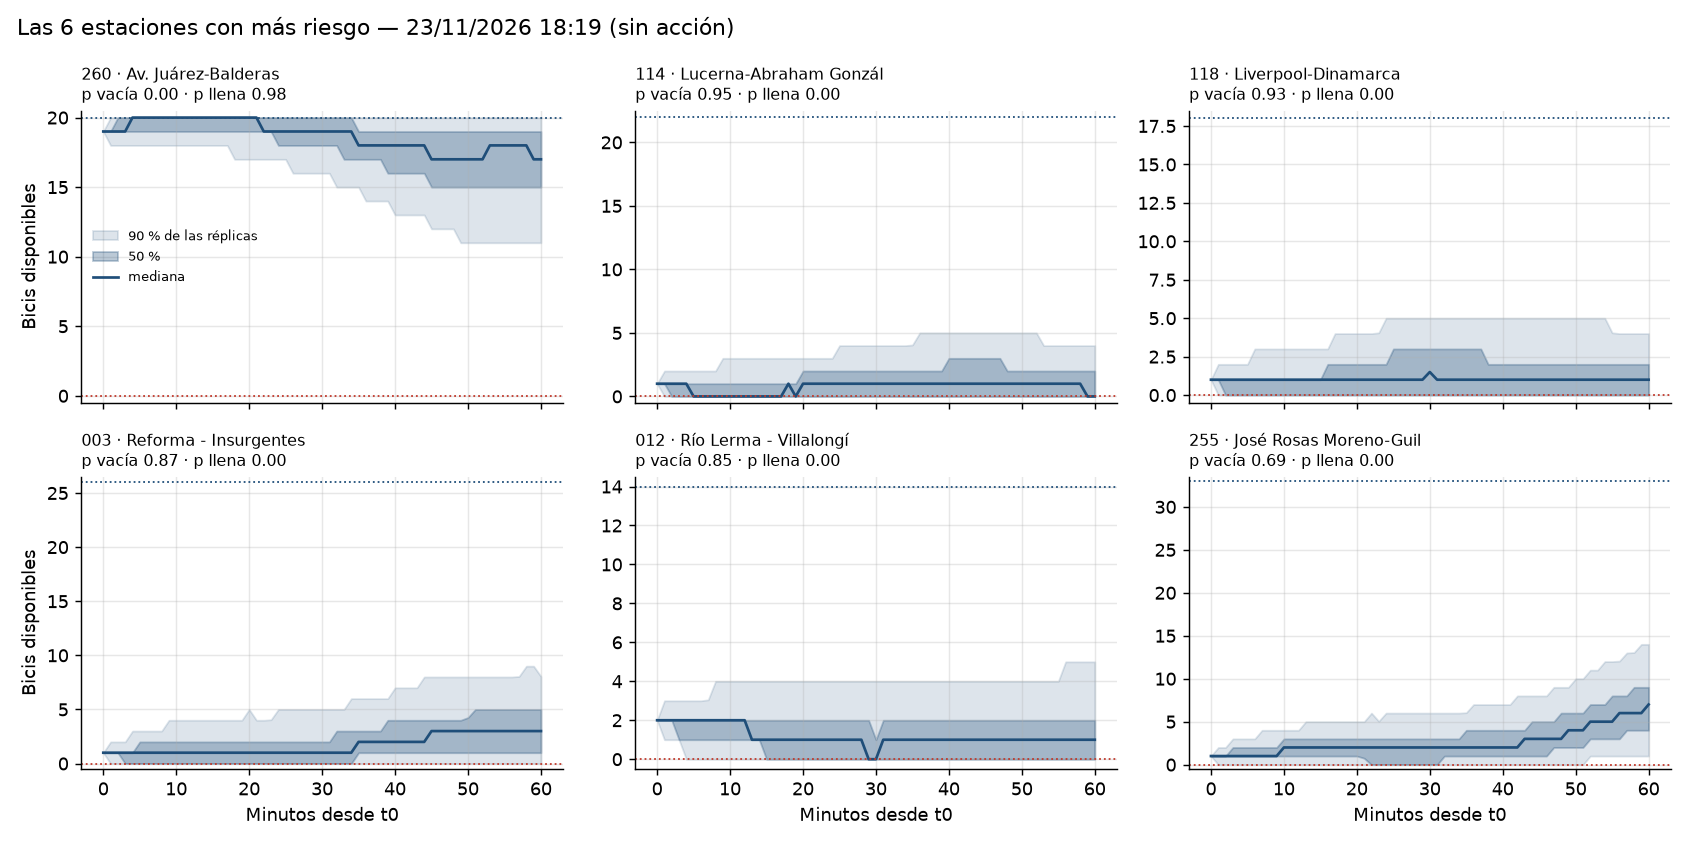 Las 6 estaciones con más riesgo — 23/11/2026 18:19 (sin acción)
260 · Av. Juárez-Balderas
p vacía 0.00 · p llena 0.98
114 · Lucerna-Abraham Gonzál
p vacía 0.95 · p llena 0.00
118 · Liverpool-Dinamarca
p vacía 0.93 · p llena 0.00
Bicis disponibles
20
15
10
5
0
90 % de las réplicas
50 %
mediana
20
15
10
5
0
17.5
15.0
12.5
10.0
7.5
5.0
2.5
0.0
003 · Reforma - Insurgentes
p vacía 0.87 · p llena 0.00
012 · Río Lerma - Villalongí
p vacía 0.85 · p llena 0.00
255 · José Rosas Moreno-Guil
p vacía 0.69 · p llena 0.00
Bicis disponibles
25
20
15
10
5
0
0 10 20 30 40 50 60
Minutos desde t0
14
12
10
8
6
4
2
0
0 10 20 30 40 50 60
Minutos desde t0
30
25
20
15
10
5
0
0 10 20 30 40 50 60
Minutos desde t0